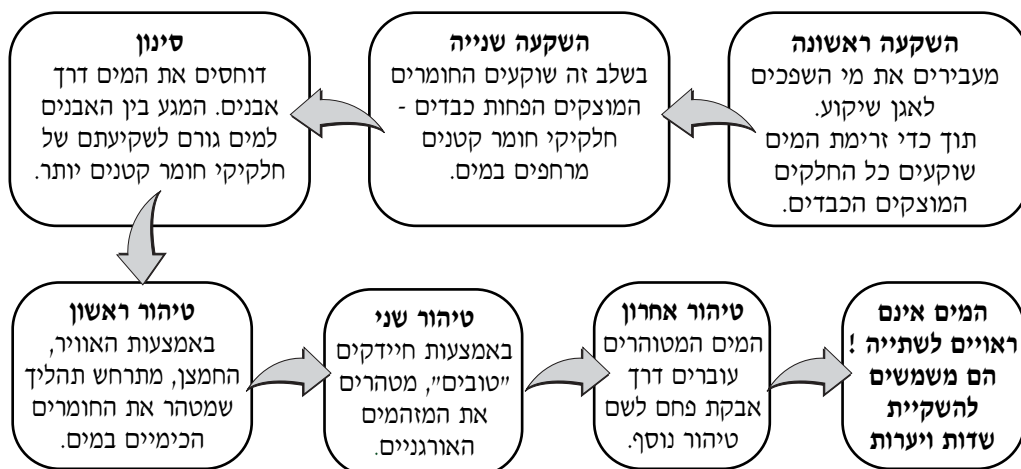 השקעה ראשונה
מעבירים את מי השפכים
לאגן שיקוע.
תוך כדי זרימת המים
שוקעים כל החלקים
המוצקים הכבדים.
השקעה שנייה
בשלב זה שוקעים החומרים
המוצקים הפחות כבדים -
חלקיקי חומר קטנים
מרחפים במים.
סינון
דוחסים את המים דרך
אבנים. המגע בין האבנים
למים גורם לשקיעתם של
חלקיקי חומר קטנים יותר.
טיהור ראשון
באמצעות האוויר,
החמצן, מתרחש תהליך
שמטהר את החומרים
הכימיים במים.
טיהור שני
באמצעות חיידקים
"טובים", מטהרים
את המזהמים
האורגניים.
טיהור אחרון
המים המטוהרים
עוברים דרך
אבקת פחם לשם
טיהור נוסף.
המים אינם
ראויים לשתייה !
הם משמשים
להשקיית
שדות ויערות